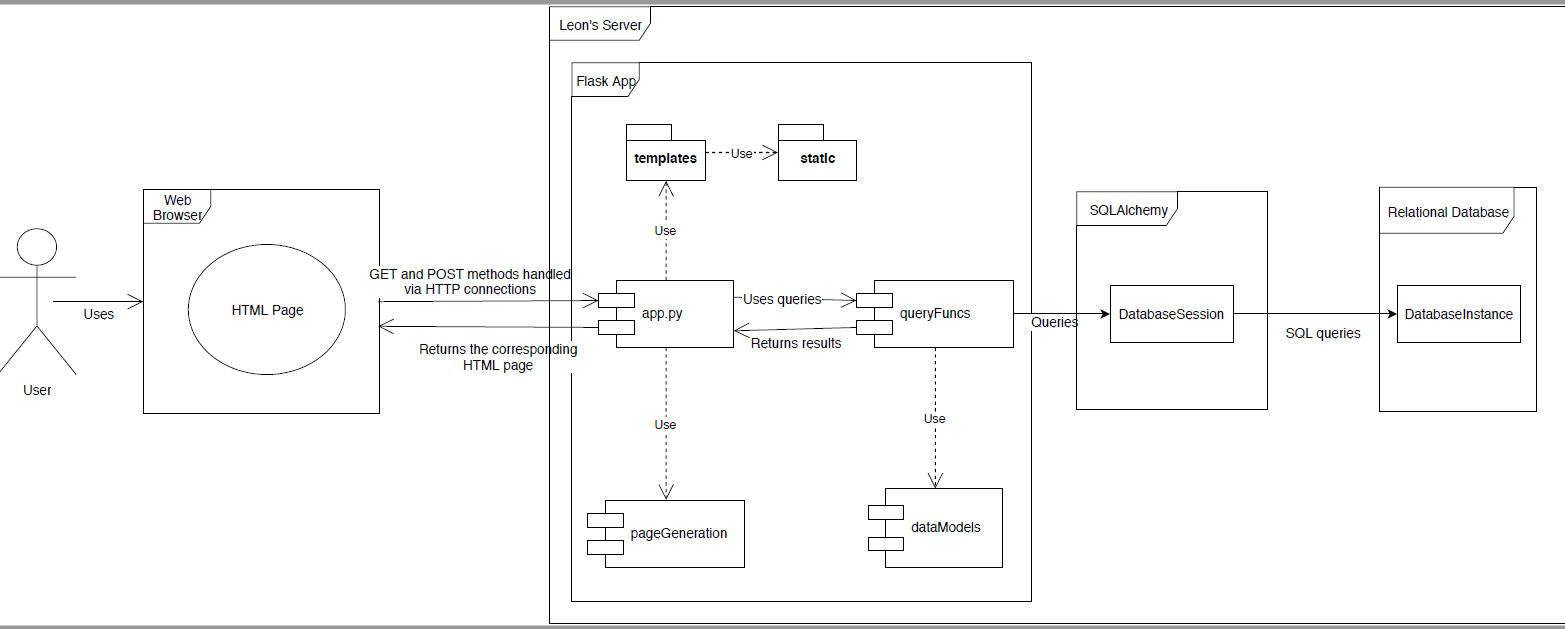 Leon's Server
Flask App
templates
Use
static
Web
Browser
SQLAlchemy
Relational Database
Use
GET and POST methods handled
via HTTP connections
HTML Page
Uses
app.py
Uses queries
queryFuncs
Queries
DatabaseSession
SQL queries
DatabaseInstance
Returns results
Returns the corresponding
HTML page
User
Use
Use
pageGeneration
dataModels